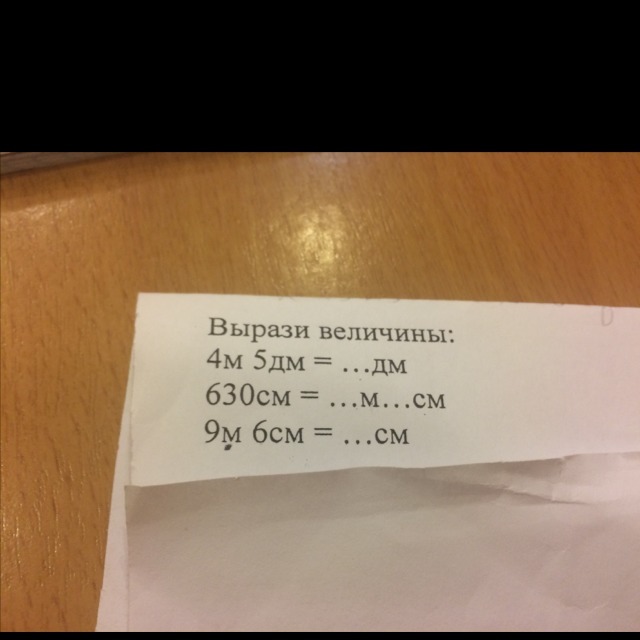 Вырази величины:
4м 5дм = ...дм
630см = ...м...см
9м 6см = ...см